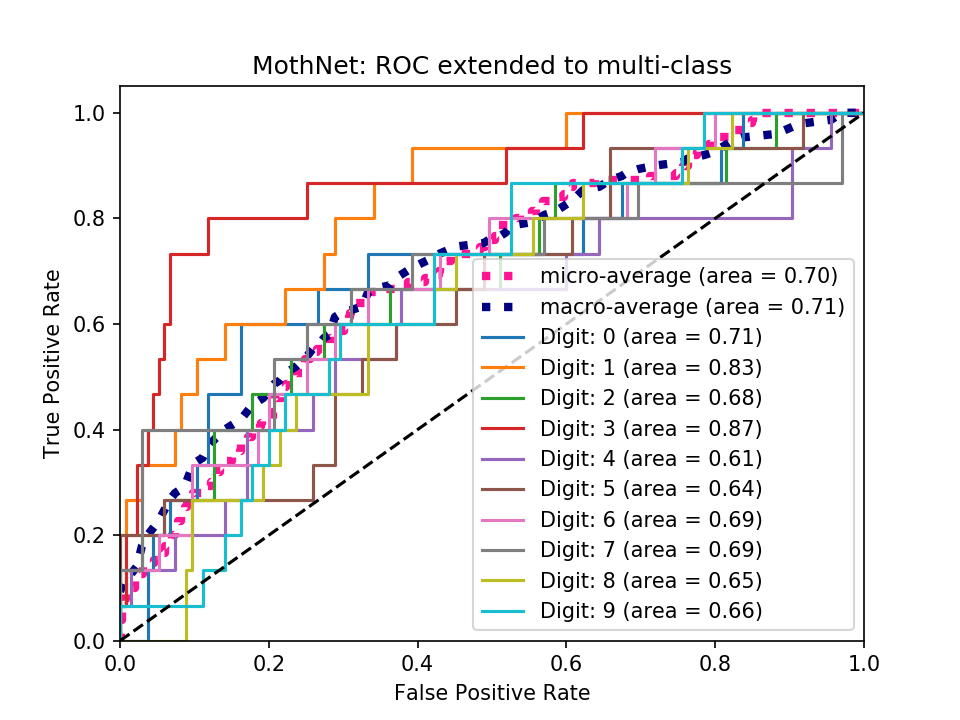 MothNet: ROC extended to multi-class
1.0
0.8
0.6
0.4
0.2
0.0
True Positive Rate
micro-average (area = 0.70)
macro-average (area = 0.71)
Digit: 0 (area = 0.71)
Digit: 1 (area = 0.83)
Digit: 2 (area = 0.68)
Digit: 3 (area = 0.87)
Digit: 4 (area = 0.61)
Digit: 5 (area = 0.64)
Digit: 6 (area = 0.69)
Digit: 7 (area = 0.69)
Digit: 8 (area = 0.65)
Digit: 9 (area = 0.66)
0.0 0.2 0.4 0.6 0.8 1.0
False Positive Rate